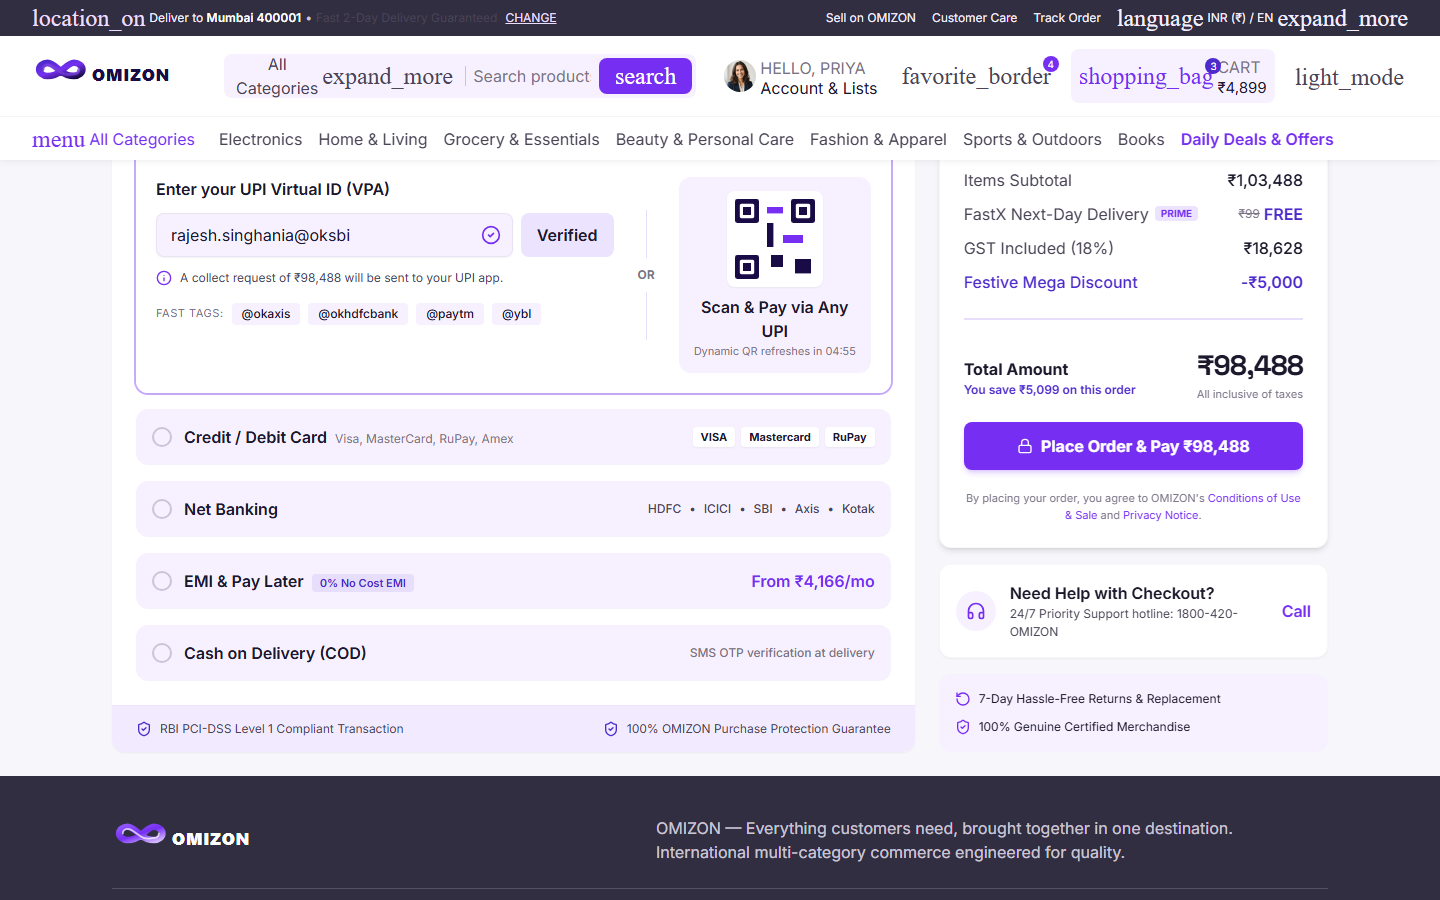 location_on Deliver to Mumbai 400001 • Fast 2-Day Delivery Guaranteed CHANGE
Sell on OMIZON Customer Care Track Order language INR (₹) / EN expand_more
OMIZON
All Categories expand_more Search product search
HELLO, PRIYA
Account & Lists
favorite_border 4
shopping_bag 3 CART
₹4,899
light_mode
menu All Categories Electronics Home & Living Grocery & Essentials Beauty & Personal Care Fashion & Apparel Sports & Outdoors Books Daily Deals & Offers
Enter your UPI Virtual ID (VPA)
rajesh.singhania@oksbi Verified
A collect request of ₹98,488 will be sent to your UPI app.
FAST TAGS: @okaxis @okhdfcbank @paytm @ybl
OR
Scan & Pay via Any
UPI
Dynamic QR refreshes in 04:55
Credit / Debit Card Visa, MasterCard, RuPay, Amex VISA Mastercard RuPay
Net Banking HDFC • ICICI • SBI • Axis • Kotak
EMI & Pay Later 0% No Cost EMI From ₹4,166/mo
Cash on Delivery (COD) SMS OTP verification at delivery
RBI PCI-DSS Level 1 Compliant Transaction 100% OMIZON Purchase Protection Guarantee
Items Subtotal ₹1,03,488
FastX Next-Day Delivery PRIME ₹99 FREE
GST Included (18%) ₹18,628
Festive Mega Discount -₹5,000
Total Amount ₹98,488
You save ₹5,099 on this order All inclusive of taxes
Place Order & Pay ₹98,488
By placing your order, you agree to OMIZON's Conditions of Use
& Sale and Privacy Notice.
Need Help with Checkout?
24/7 Priority Support hotline: 1800-420-
OMIZON
Call
7-Day Hassle-Free Returns & Replacement
100% Genuine Certified Merchandise
OMIZON
OMIZON — Everything customers need, brought together in one destination.
International multi-category commerce engineered for quality.